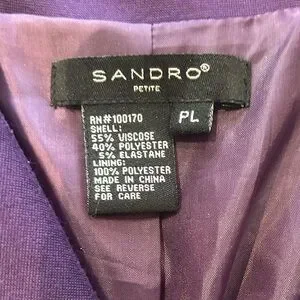 SANDRO®
PETITE
RN#100170
PL
SHELL:
55% VISCOSE
40% POLYESTER
5% ELASTANE
LINING:
100% POLYESTER
MADE IN CHINA
SEE REVERSE
FOR CARE